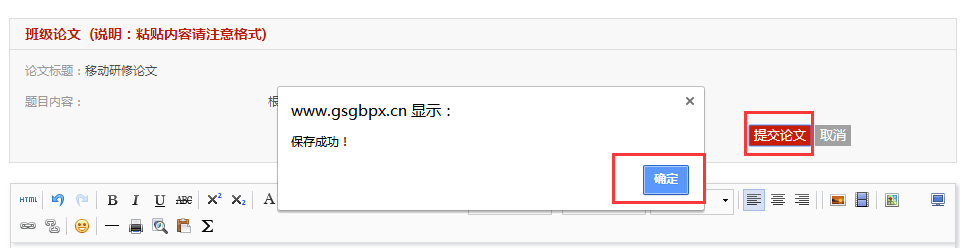 班级论文 (说明：粘贴内容请注意格式)
论文标题：移动研修论文
题目内容：
根
www.gsgbpx.cn 显示：
保存成功！
确定
提交论文 取消
HTML B I U ABC X² X₂ A
Σ